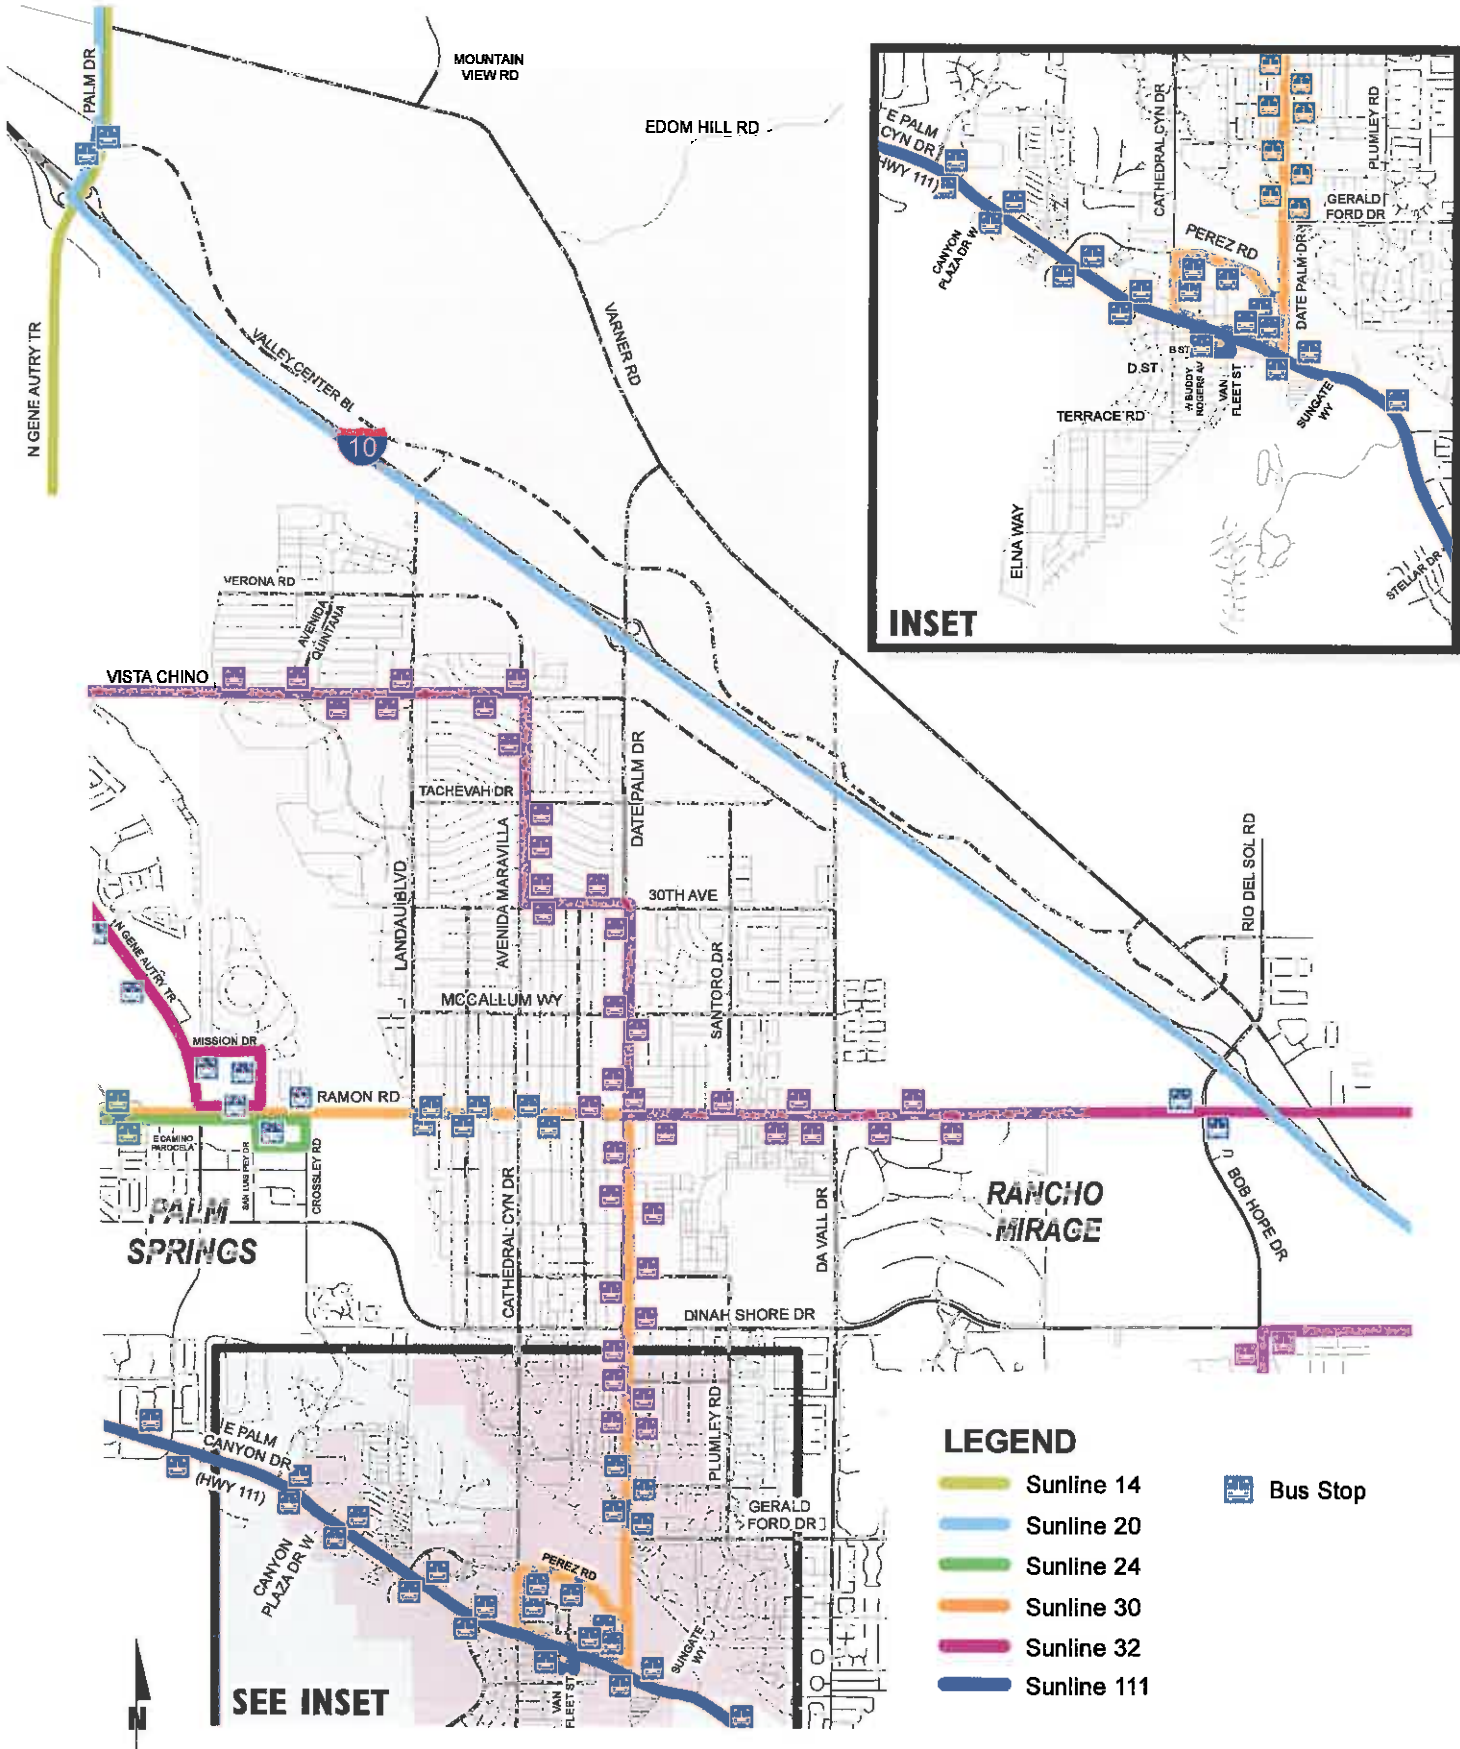 PALM DR
MOUNTAIN
VIEW RD
EDOM HILL RD
N GENE AUTRY TR
VALLEY CENTER Bl
10
VARNER RD
E PALM
CYN DR
(HWY 111)
CATHEDRAL CYN DR
PLUMLEY RD
GERALD
FORD DR
CANYON
PLAZA DR W
PEREZ RD
DATE PALM DR
B ST
D ST
W BUDDY
ROGERS AV
VAN
FLEET ST
SUNGATE
WY
TERRACE RD
ELNA WAY
STELLAR DR
INSET
VERONA RD
AVENIDA
QUINTANA
VISTA CHINO
TACHEVAH DR
DATE PALM DR
LANDAU BLVD
AVENIDA MARAVILLA
30TH AVE
SANTORO DR
RIO DEL SOL RD
N GENE AUTRY TR
MCCALLUM WY
MISSION DR
RAMON RD
E CAMINO
PAROCELA
SAN LUIS REY DR
CROSSLEY RD
PALM
SPRINGS
CATHEDRAL CYN DR
DA VALL DR
RANCHO
MIRAGE
BOB HOPE DR
DINAH SHORE DR
E PALM
CANYON DR
(HWY 111)
PLUMLEY RD
GERALD
FORD DR
CANYON
PLAZA DR W
PEREZ RD
SUNGATE
WY
VAN
FLEET ST
SEE INSET
N
LEGEND
Sunline 14
Bus Stop
Sunline 20
Sunline 24
Sunline 30
Sunline 32
Sunline 111